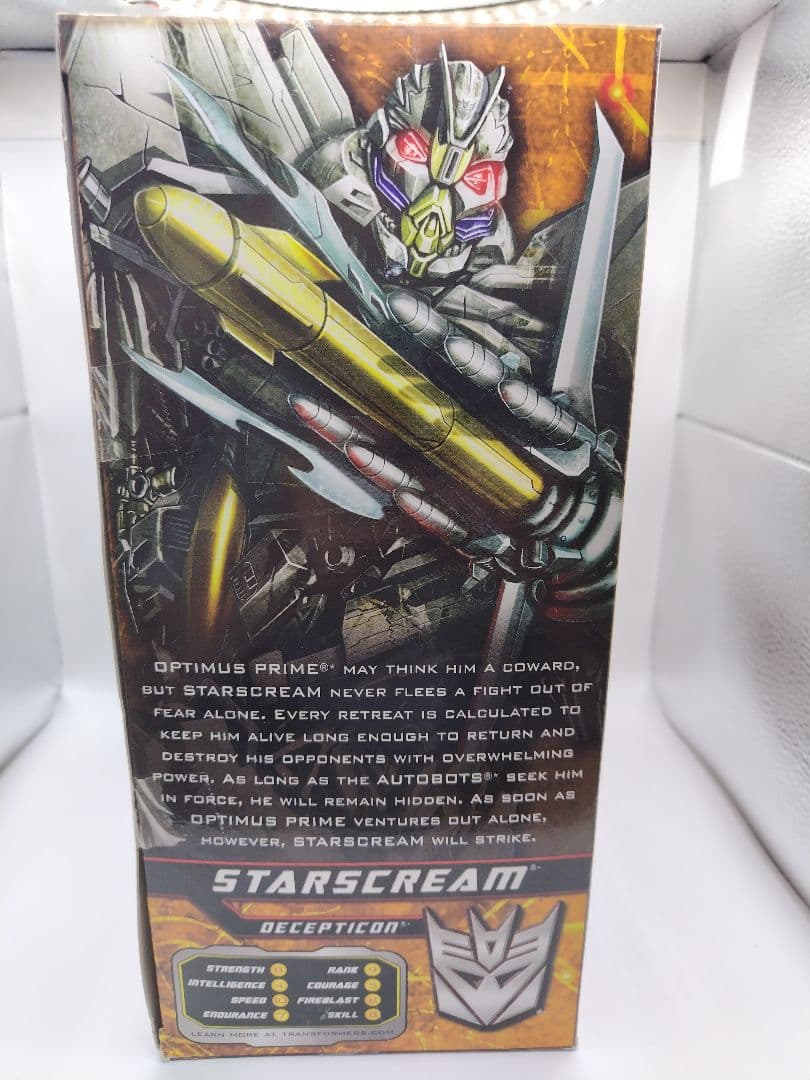 OPTIMUS PRIME®* MAY THINK HIM A COWARD,
BUT STARSCREAM NEVER FLEES A FIGHT OUT OF
FEAR ALONE. EVERY RETREAT IS CALCULATED TO
KEEP HIM ALIVE LONG ENOUGH TO RETURN AND
DESTROY HIS OPPONENTS WITH OVERWHELMING
POWER. AS LONG AS THE AUTOBOTS®* SEEK HIM
IN FORCE, HE WILL REMAIN HIDDEN. AS SOON AS
OPTIMUS PRIME VENTURES OUT ALONE,
HOWEVER, STARSCREAM WILL STRIKE.
STARSCREAM®*
DECEPTICON®*
STRENGTH RANK 9
INTELLIGENCE COURAGE
SPEED 10 FIREBLAST
ENDURANCE 7 SKILL
LEARN MORE AT TRANSFORMERS.COM